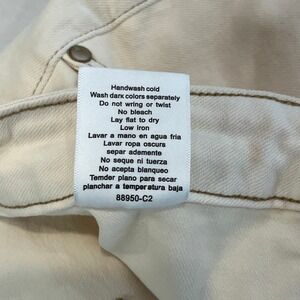 Handwash cold
Wash dark colors separately
Do not wring or twist
No bleach
Lay flat to dry
Low iron
Lavar a mano en agua fria
Lavar ropa oscurs
separ ademente
No seque ni tuerza
No acepta blanqueo
Temder plano para secar
planchar a temperatura baja
88950-C2